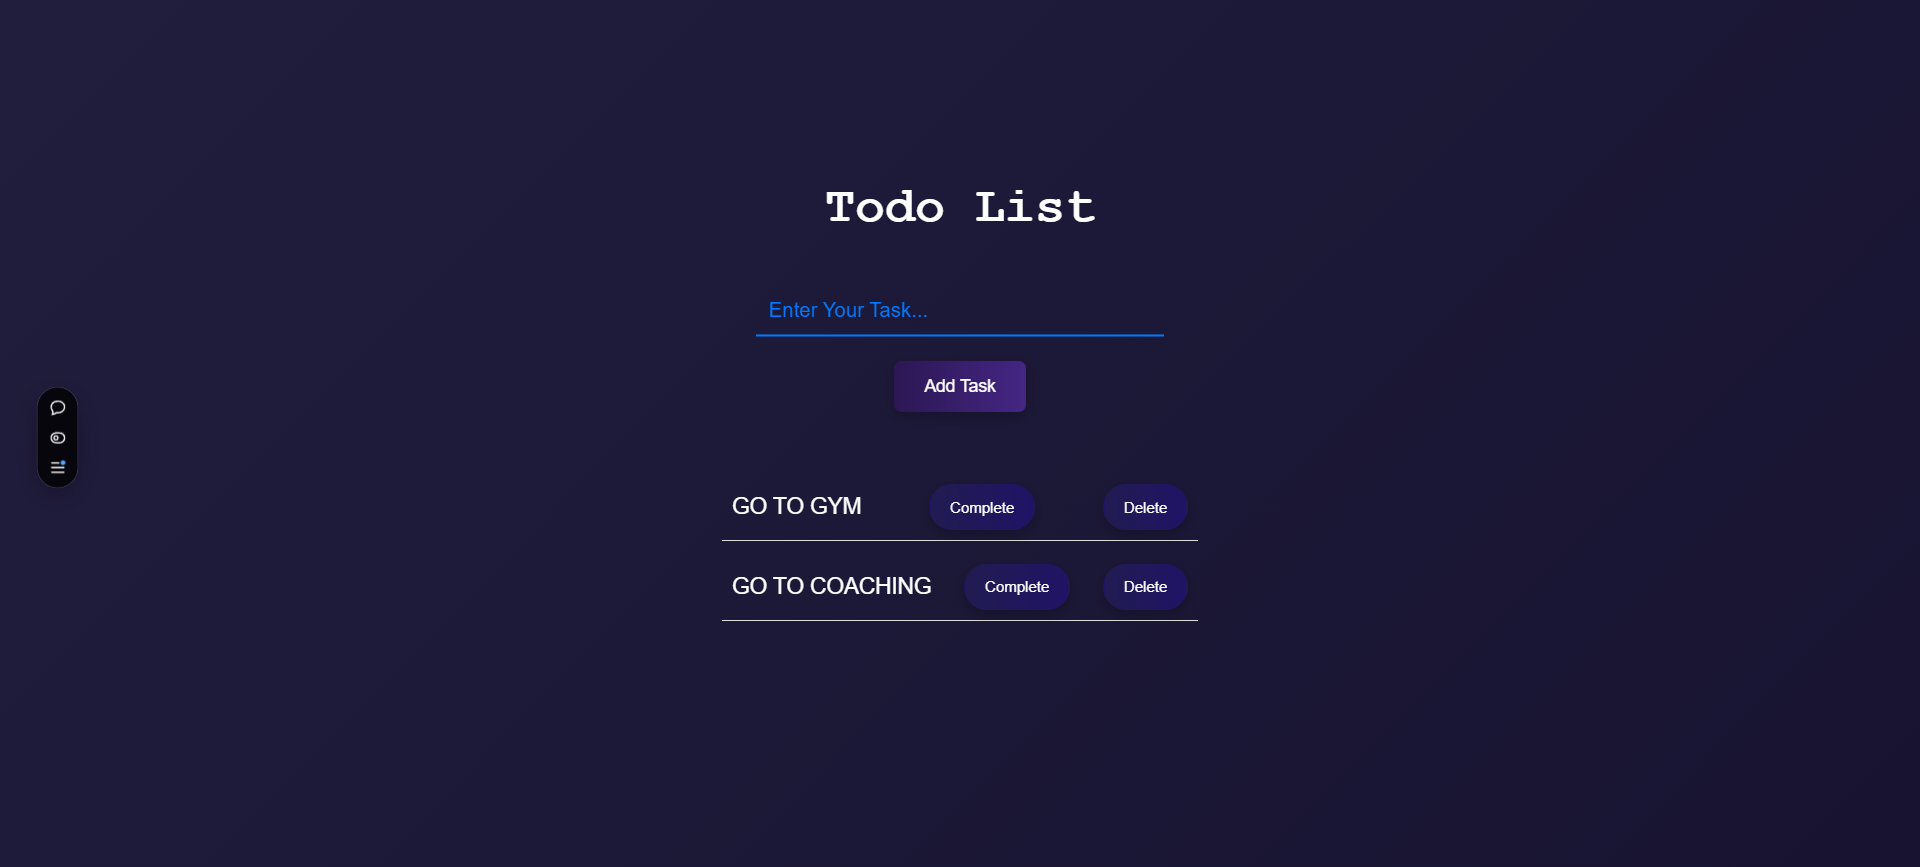 Todo List
Enter Your Task...
Add Task
GO TO GYM Complete Delete
GO TO COACHING Complete Delete